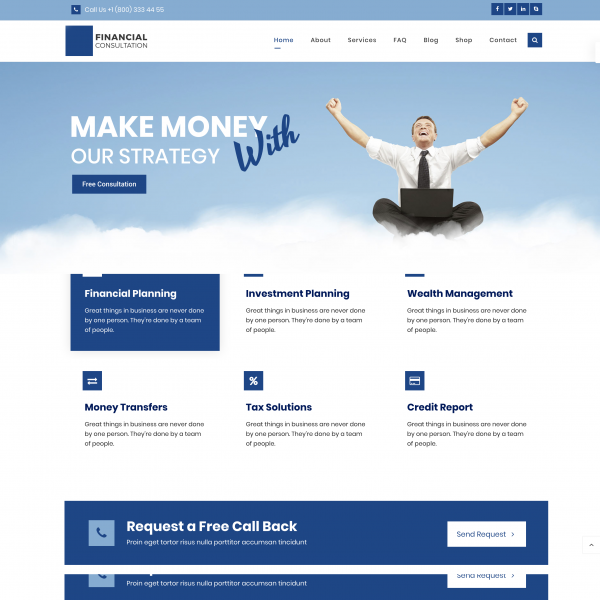 Call Us +1 (800) 333 44 55
FINANCIAL
CONSULTATION
Home About Services FAQ Blog Shop Contact
MAKE MONEY
With
OUR STRATEGY
Free Consultation
Financial Planning
Great things in business are never done
by one person. They're done by a team
of people.
Investment Planning
Great things in business are never done
by one person. They're done by a team
of people.
Wealth Management
Great things in business are never done
by one person. They're done by a team
of people.
Money Transfers
Great things in business are never done
by one person. They're done by a team
of people.
Tax Solutions
Great things in business are never done
by one person. They're done by a team
of people.
Credit Report
Great things in business are never done
by one person. They're done by a team
of people.
Request a Free Call Back
Proin eget tortor risus nulla porttitor accumsan tincidunt
Send Request
Proin eget tortor risus nulla porttitor accumsan tincidunt
Send Request